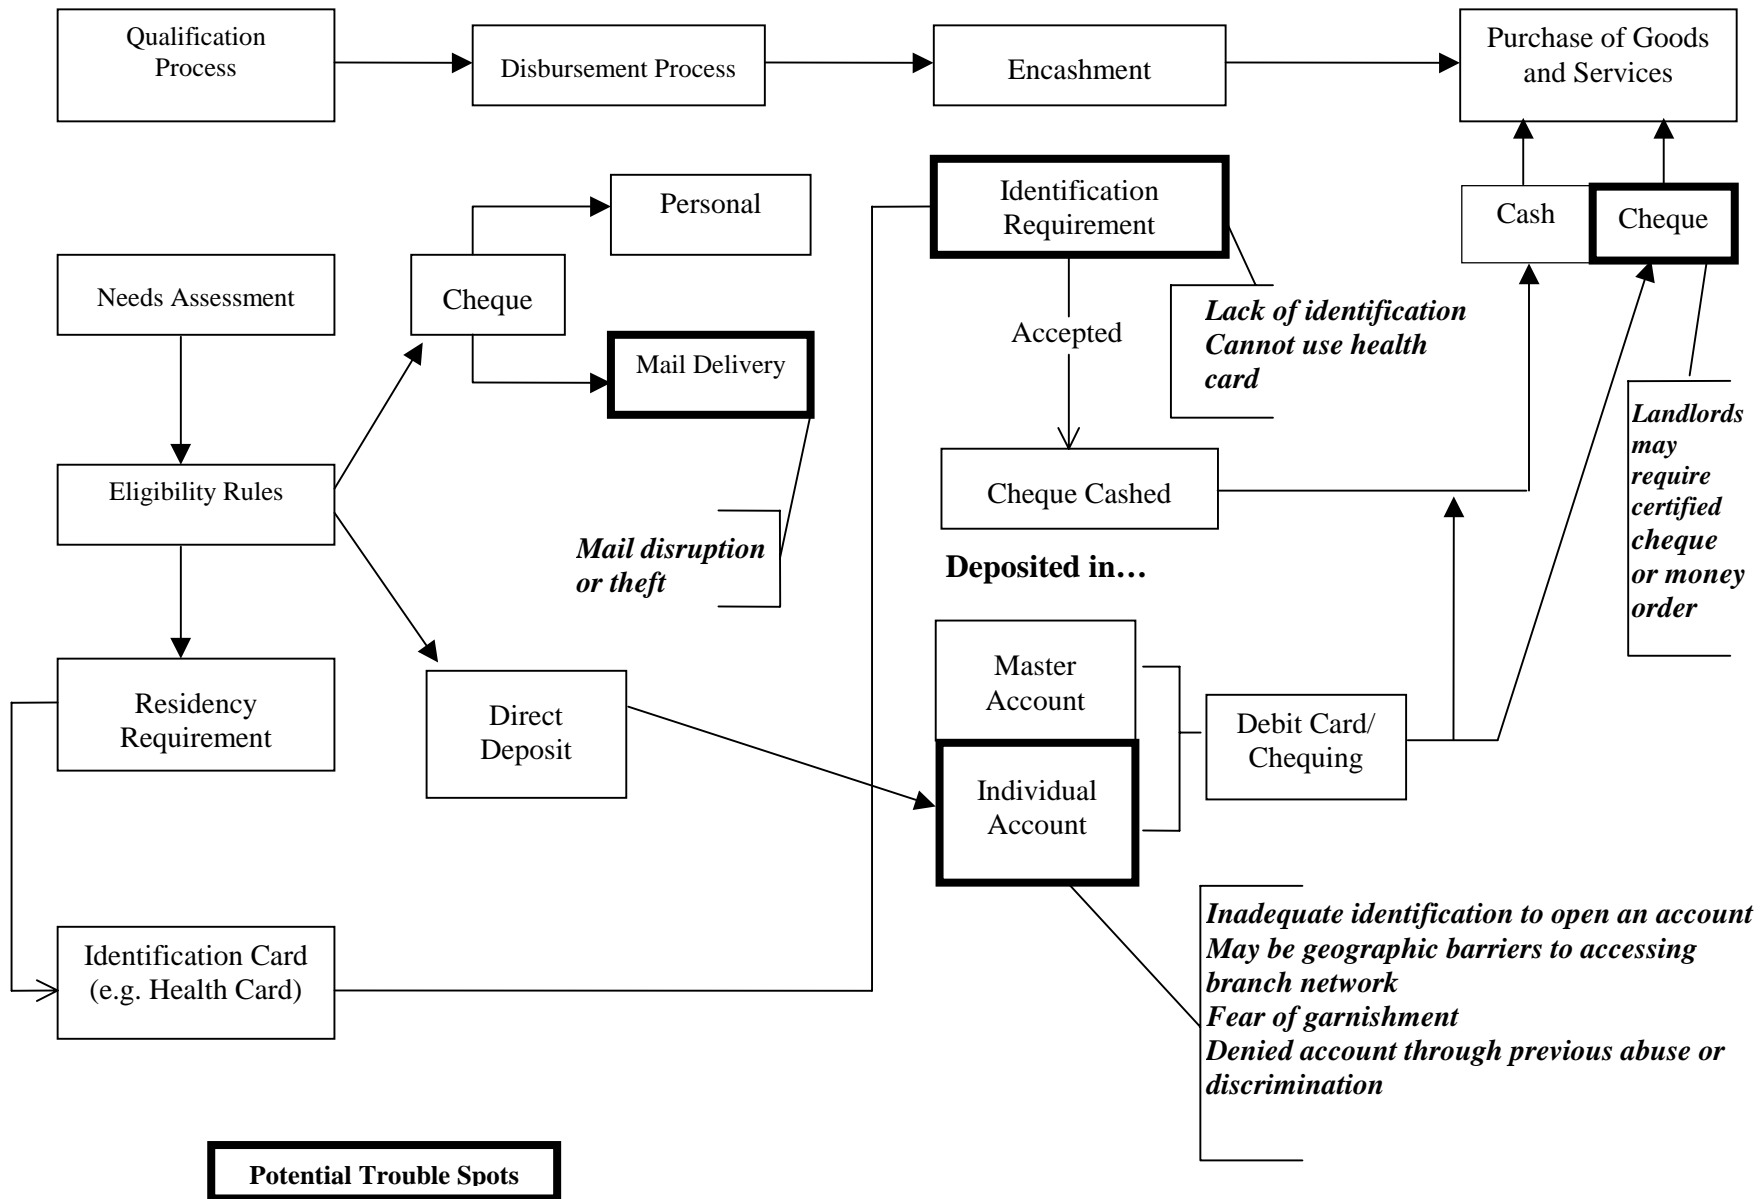 Qualification
Process
Disbursement Process
Encashment
Purchase of Goods
and Services
Personal
Identification
Requirement
Cash
Cheque
Needs Assessment
Cheque
Mail Delivery
Accepted
Lack of identification
Cannot use health
card
Landlords
may
require
certified
cheque
or money
order
Eligibility Rules
Cheque Cashed
Mail disruption
or theft
Deposited in…
Residency
Requirement
Direct
Deposit
Master
Account
Debit Card/
Chequing
Individual
Account
Identification Card
(e.g. Health Card)
Inadequate identification to open an account
May be geographic barriers to accessing
branch network
Fear of garnishment
Denied account through previous abuse or
discrimination
Potential Trouble Spots